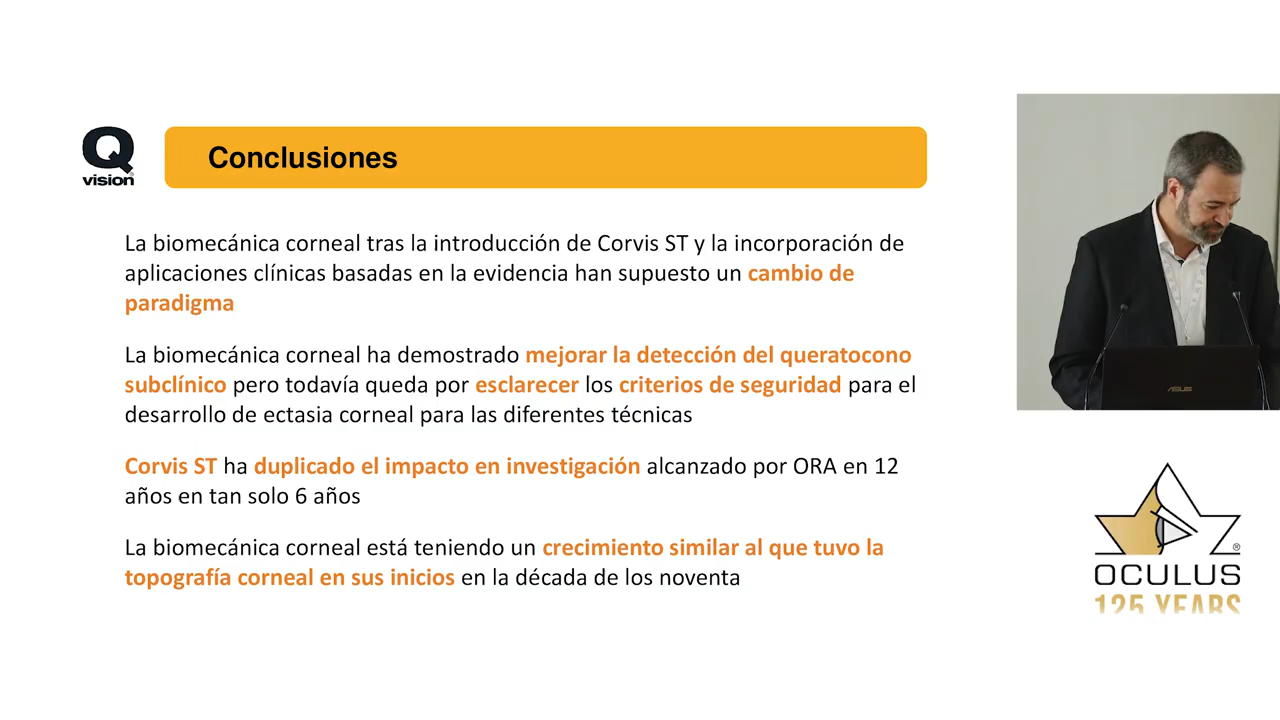 Q
vision
Conclusiones
La biomecánica corneal tras la introducción de Corvis ST y la incorporación de
aplicaciones clínicas basadas en la evidencia han supuesto un cambio de
paradigma
La biomecánica corneal ha demostrado mejorar la detección del queratocono
subclínico pero todavía queda por esclarecer los criterios de seguridad para el
desarrollo de ectasia corneal para las diferentes técnicas
Corvis ST ha duplicado el impacto en investigación alcanzado por ORA en 12
años en tan solo 6 años
La biomecánica corneal está teniendo un crecimiento similar al que tuvo la
topografía corneal en sus inicios en la década de los noventa
ASUS
®
OCULUS
125 YEARS